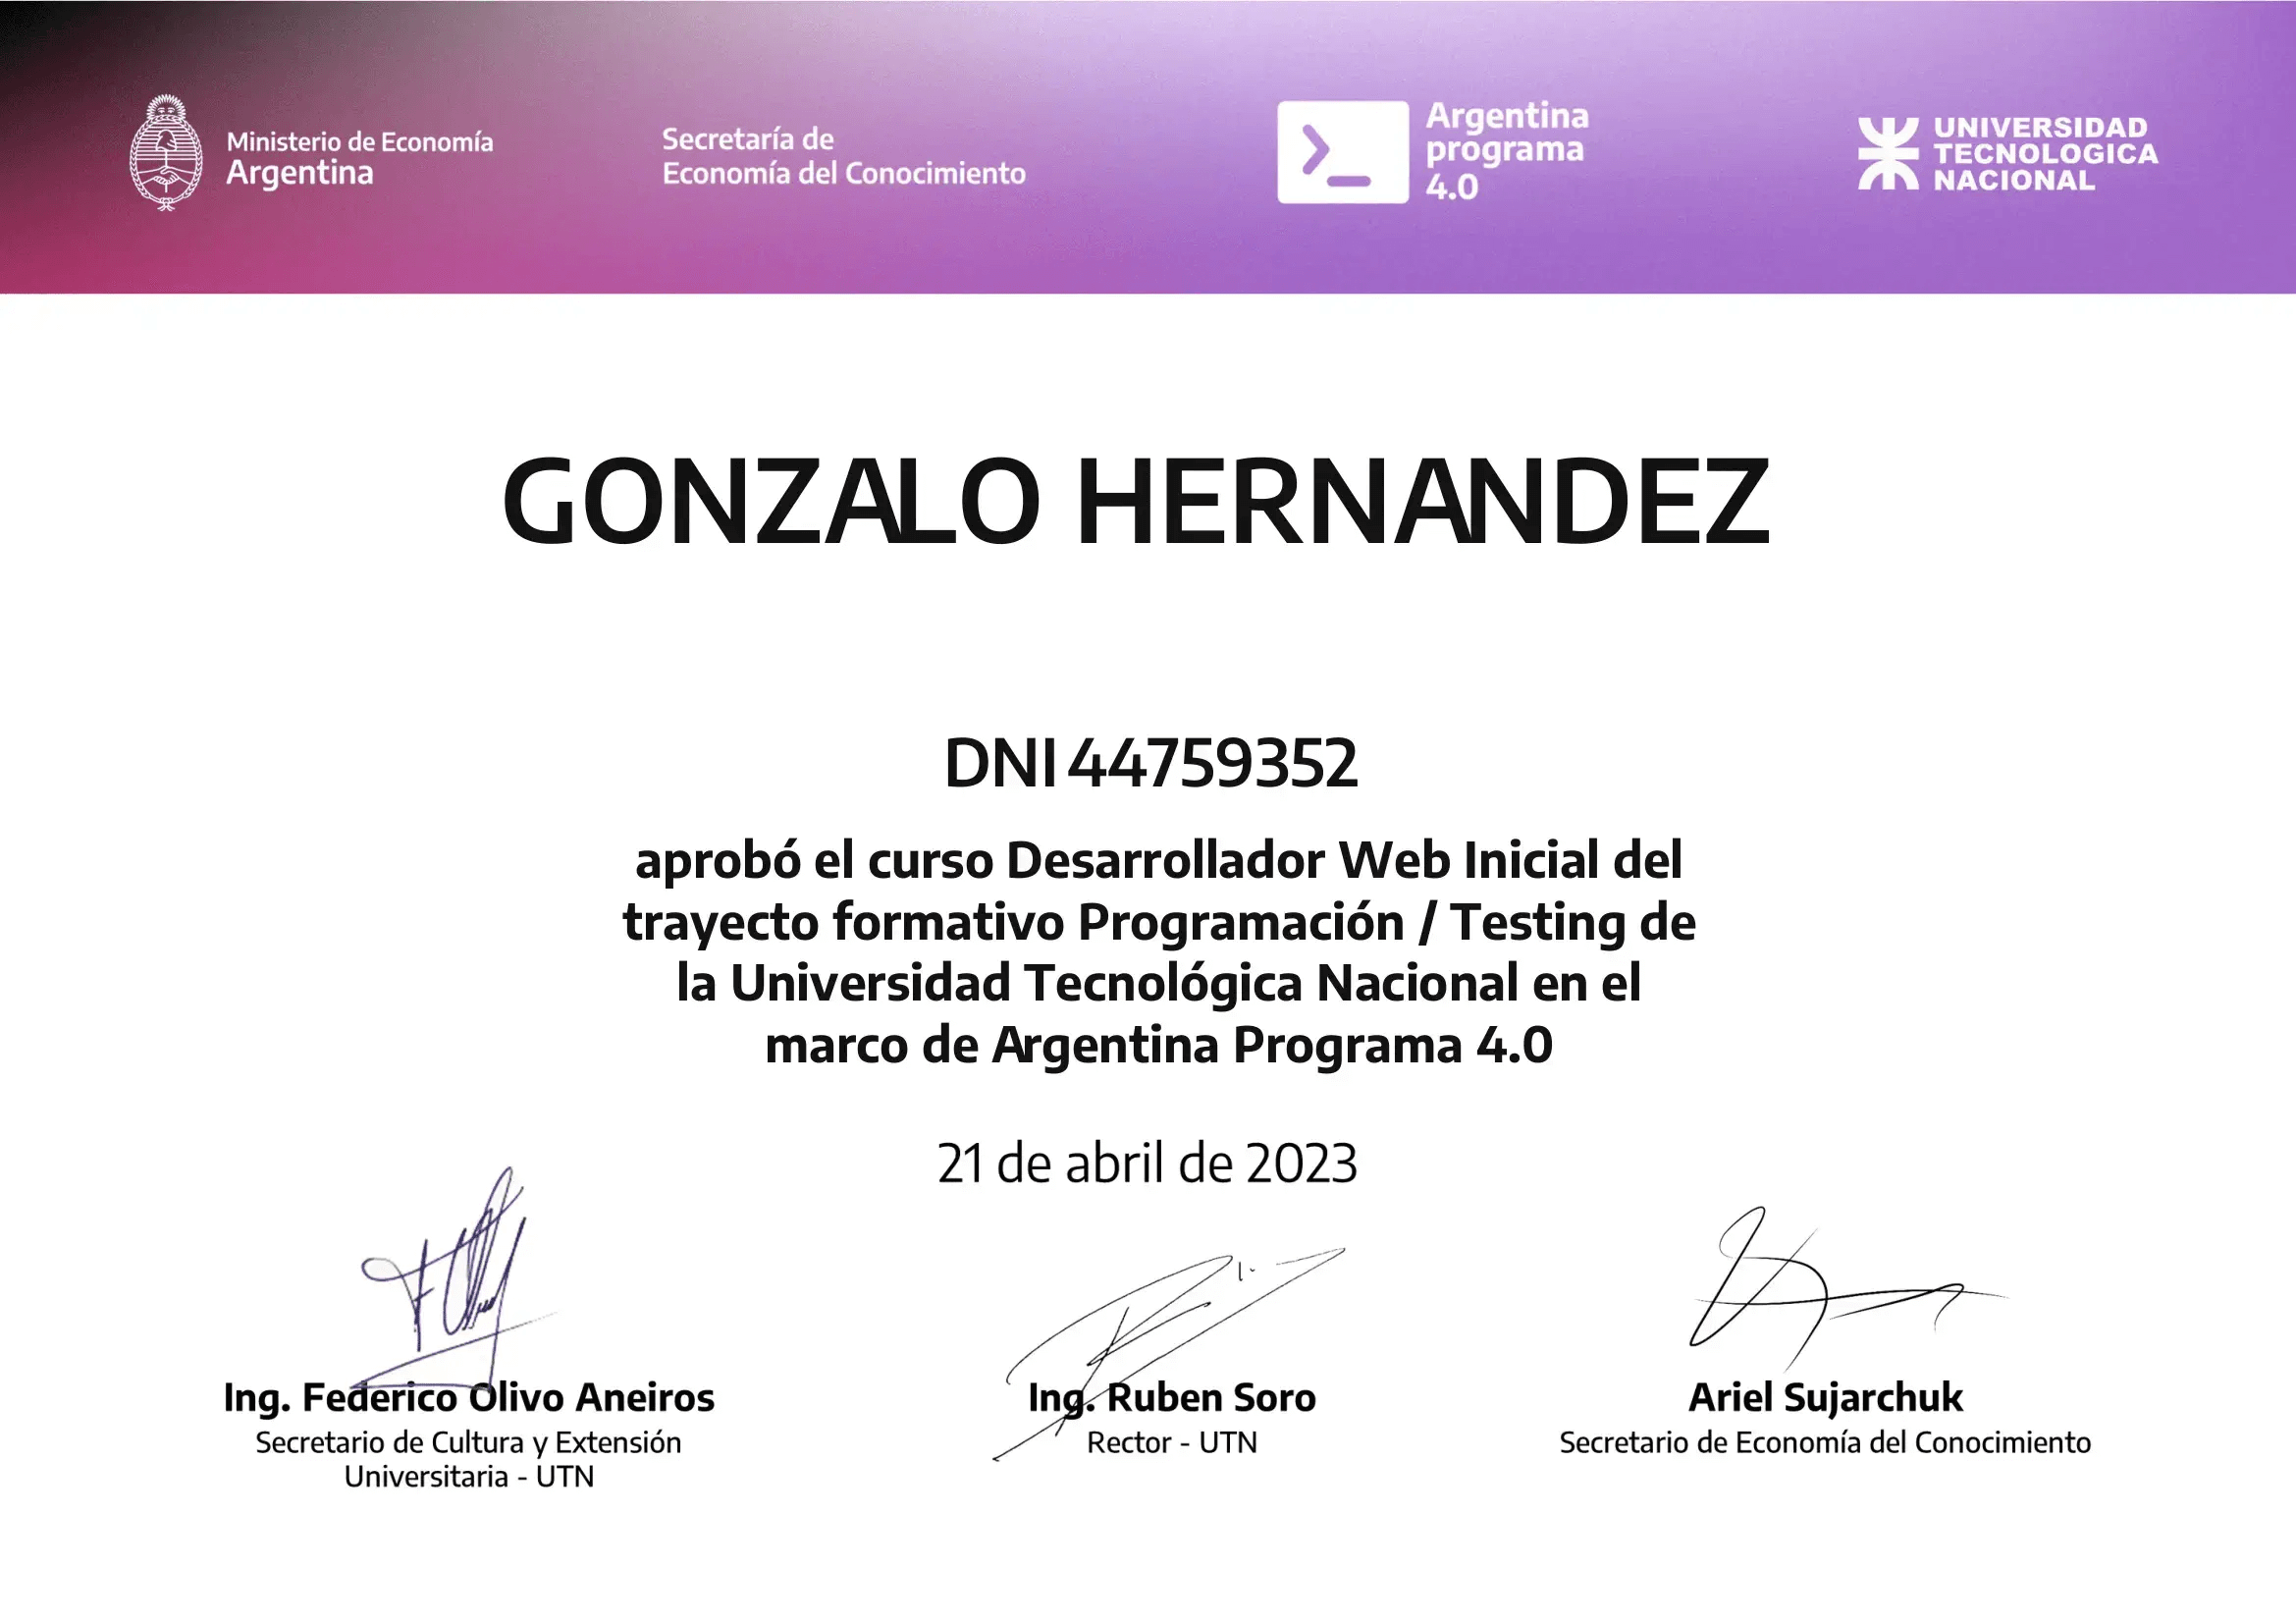 Ministerio de Economía
Argentina
Secretaría de
Economía del Conocimiento
Argentina
programa
4.0
UNIVERSIDAD
TECNOLOGICA
NACIONAL
GONZALO HERNANDEZ
DNI 44759352
aprobó el curso Desarrollador Web Inicial del
trayecto formativo Programación / Testing de
la Universidad Tecnológica Nacional en el
marco de Argentina Programa 4.0
21 de abril de 2023
Ing. Federico Olivo Aneiros
Secretario de Cultura y Extensión
Universitaria - UTN
Ing. Ruben Soro
Rector - UTN
Ariel Sujarchuk
Secretario de Economía del Conocimiento